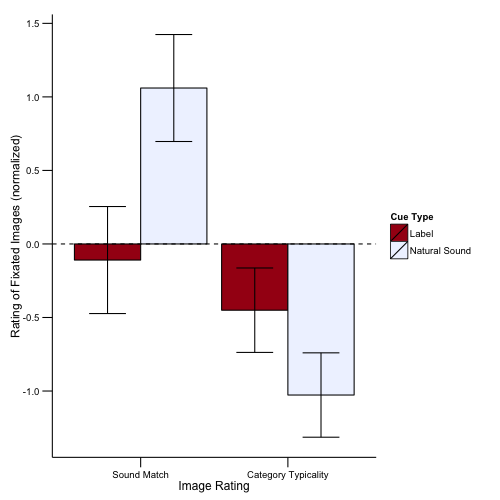 Rating of Fixated Images (normalized)
1.5
1.0
0.5
0.0
-0.5
-1.0
Sound Match
Category Typicality
Image Rating
Cue Type
Label
Natural Sound